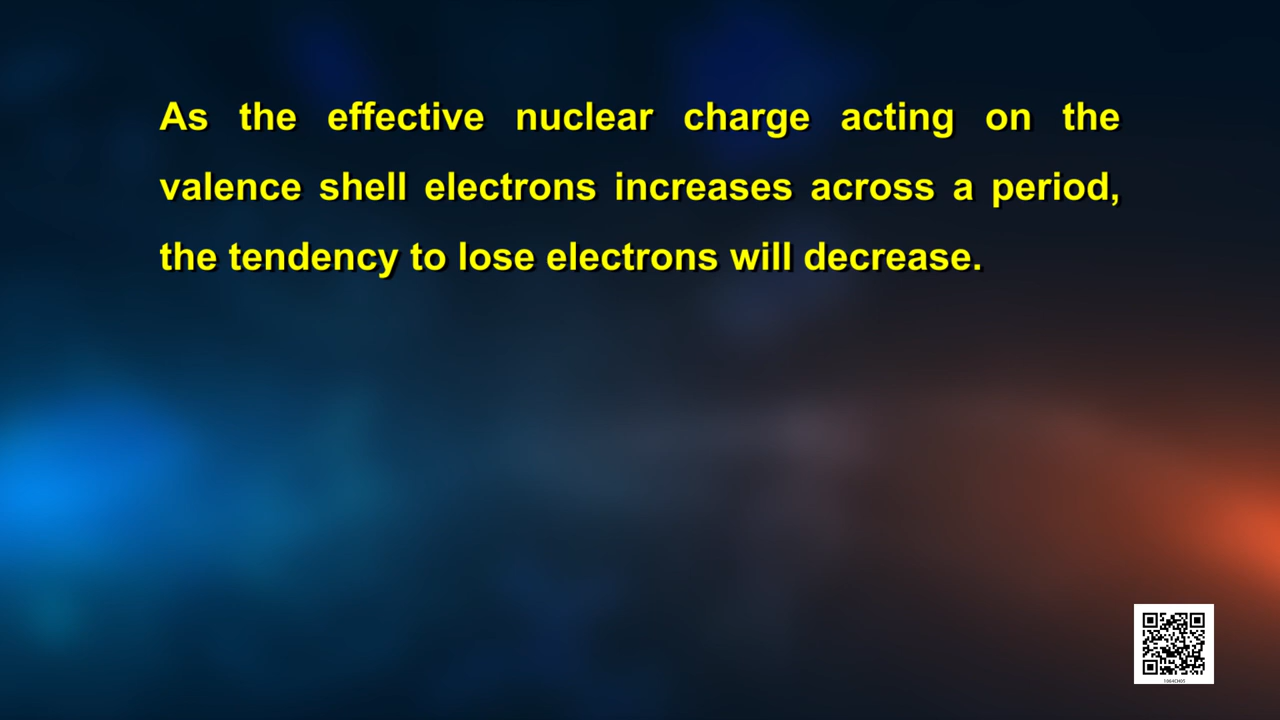 As the effective nuclear charge acting on the
valence shell electrons increases across a period,
the tendency to lose electrons will decrease.
1064CH05